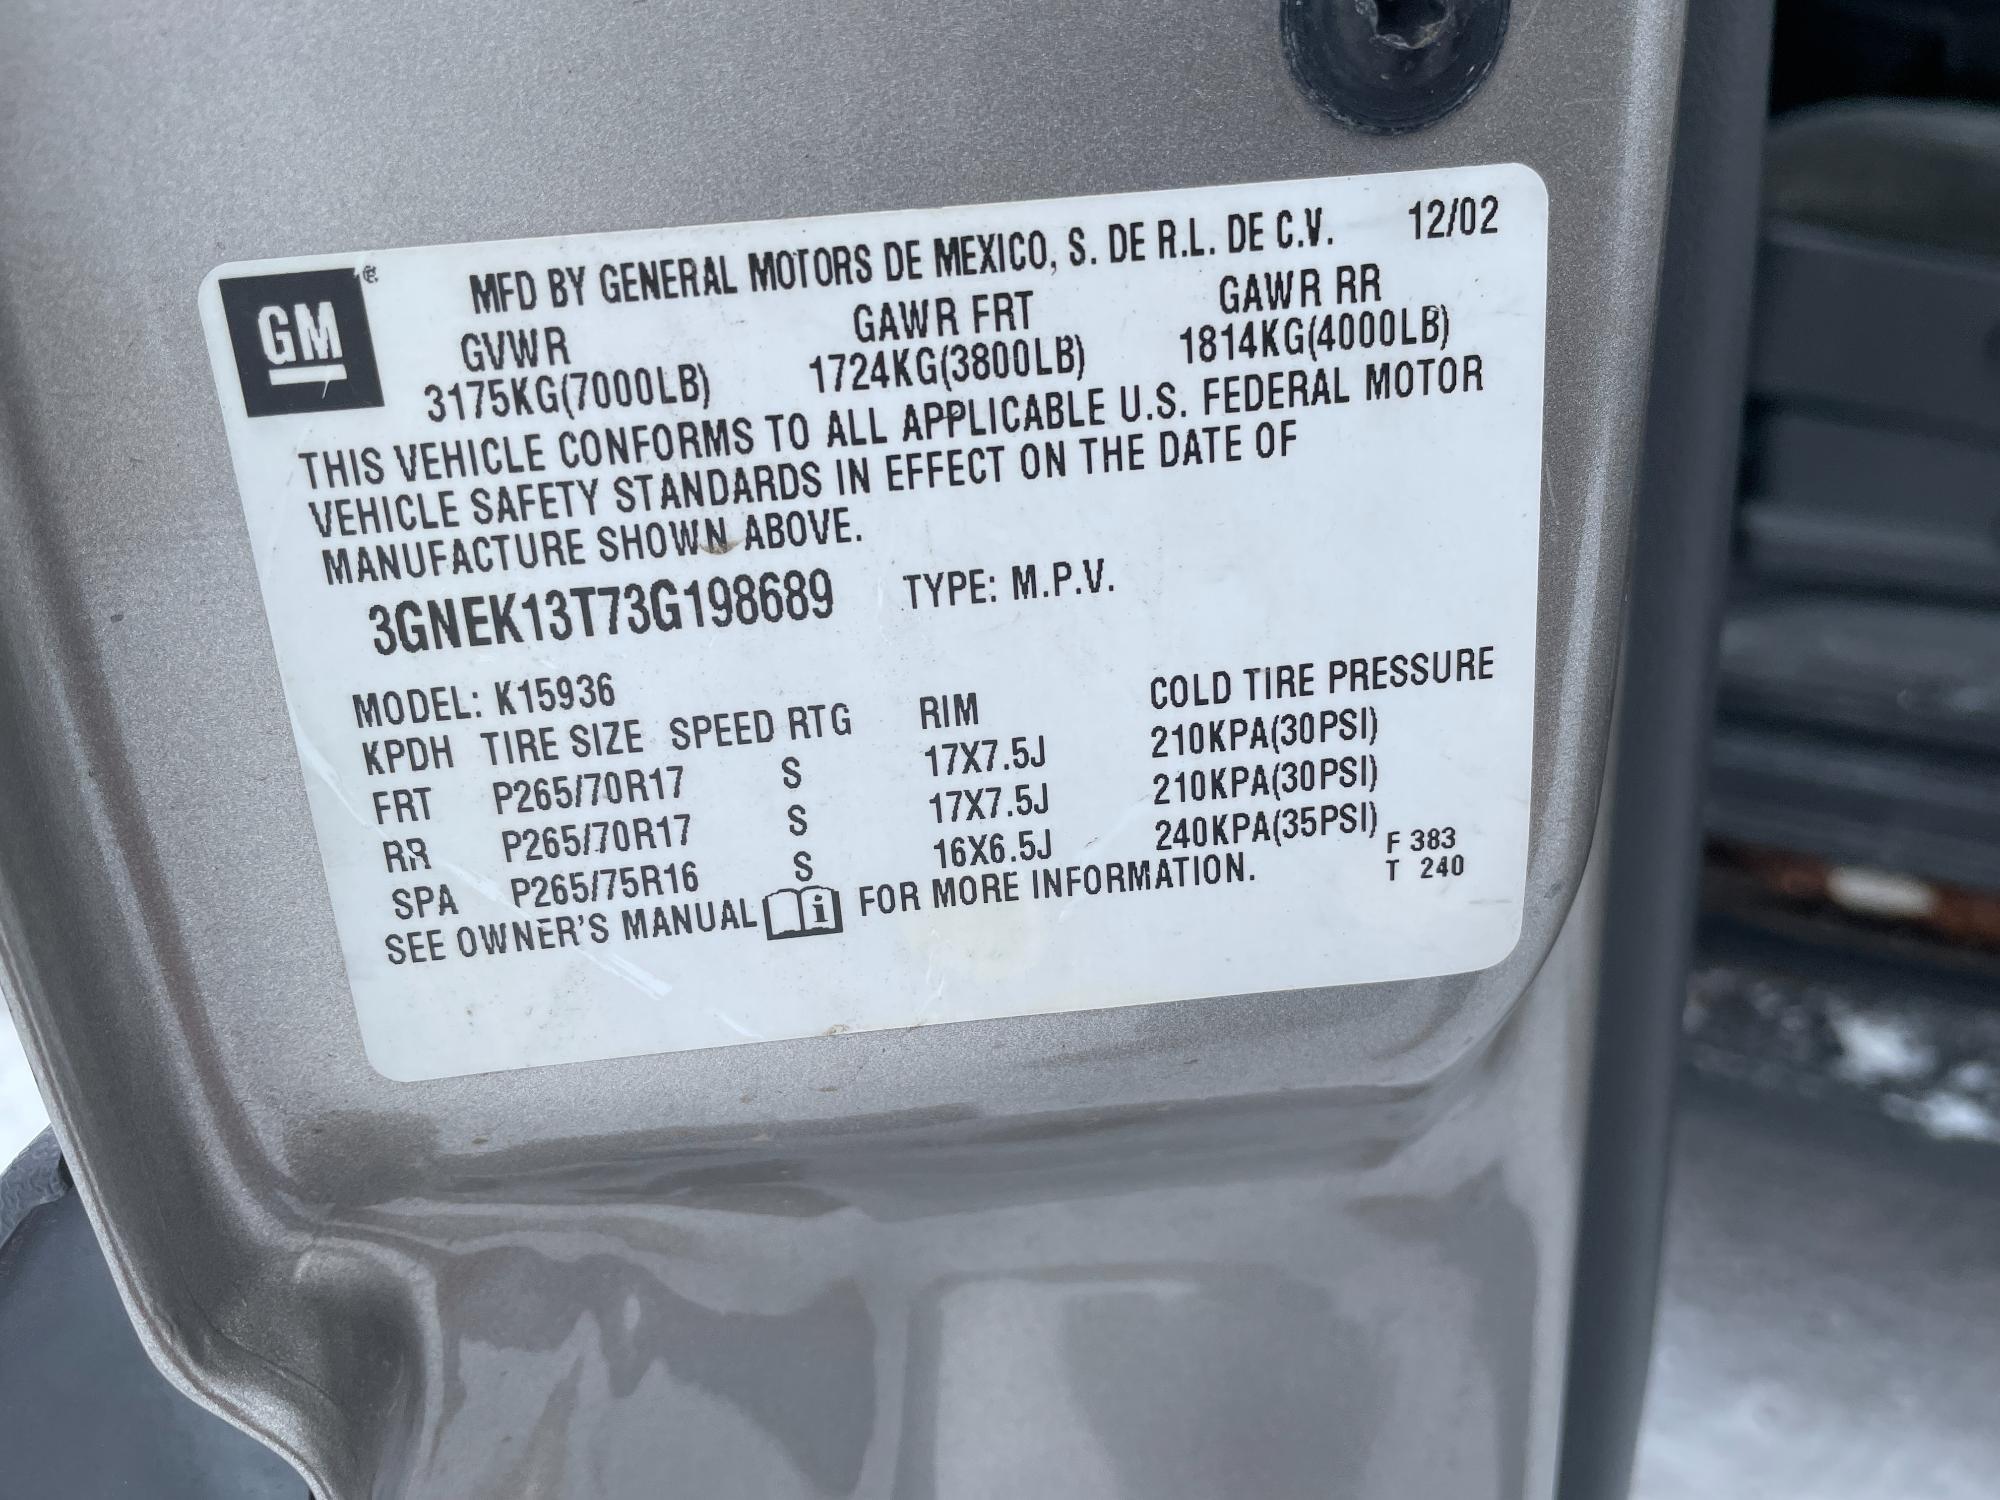 GM ®
MFD BY GENERAL MOTORS DE MEXICO, S. DE R.L. DE C.V. 12/02
GVWR GAWR FRT GAWR RR
3175KG(7000LB) 1724KG(3800LB) 1814KG(4000LB)
THIS VEHICLE CONFORMS TO ALL APPLICABLE U.S. FEDERAL MOTOR
VEHICLE SAFETY STANDARDS IN EFFECT ON THE DATE OF
MANUFACTURE SHOWN ABOVE.
3GNEK13T73G198689 TYPE: M.P.V.
MODEL: K15936
KPDH TIRE SIZE SPEED RTG RIM COLD TIRE PRESSURE
FRT P265/70R17 S 17X7.5J 210KPA(30PSI)
RR P265/70R17 S 17X7.5J 210KPA(30PSI)
SPA P265/75R16 S 16X6.5J 240KPA(35PSI)
SEE OWNER'S MANUAL i FOR MORE INFORMATION.
F 383
T 240